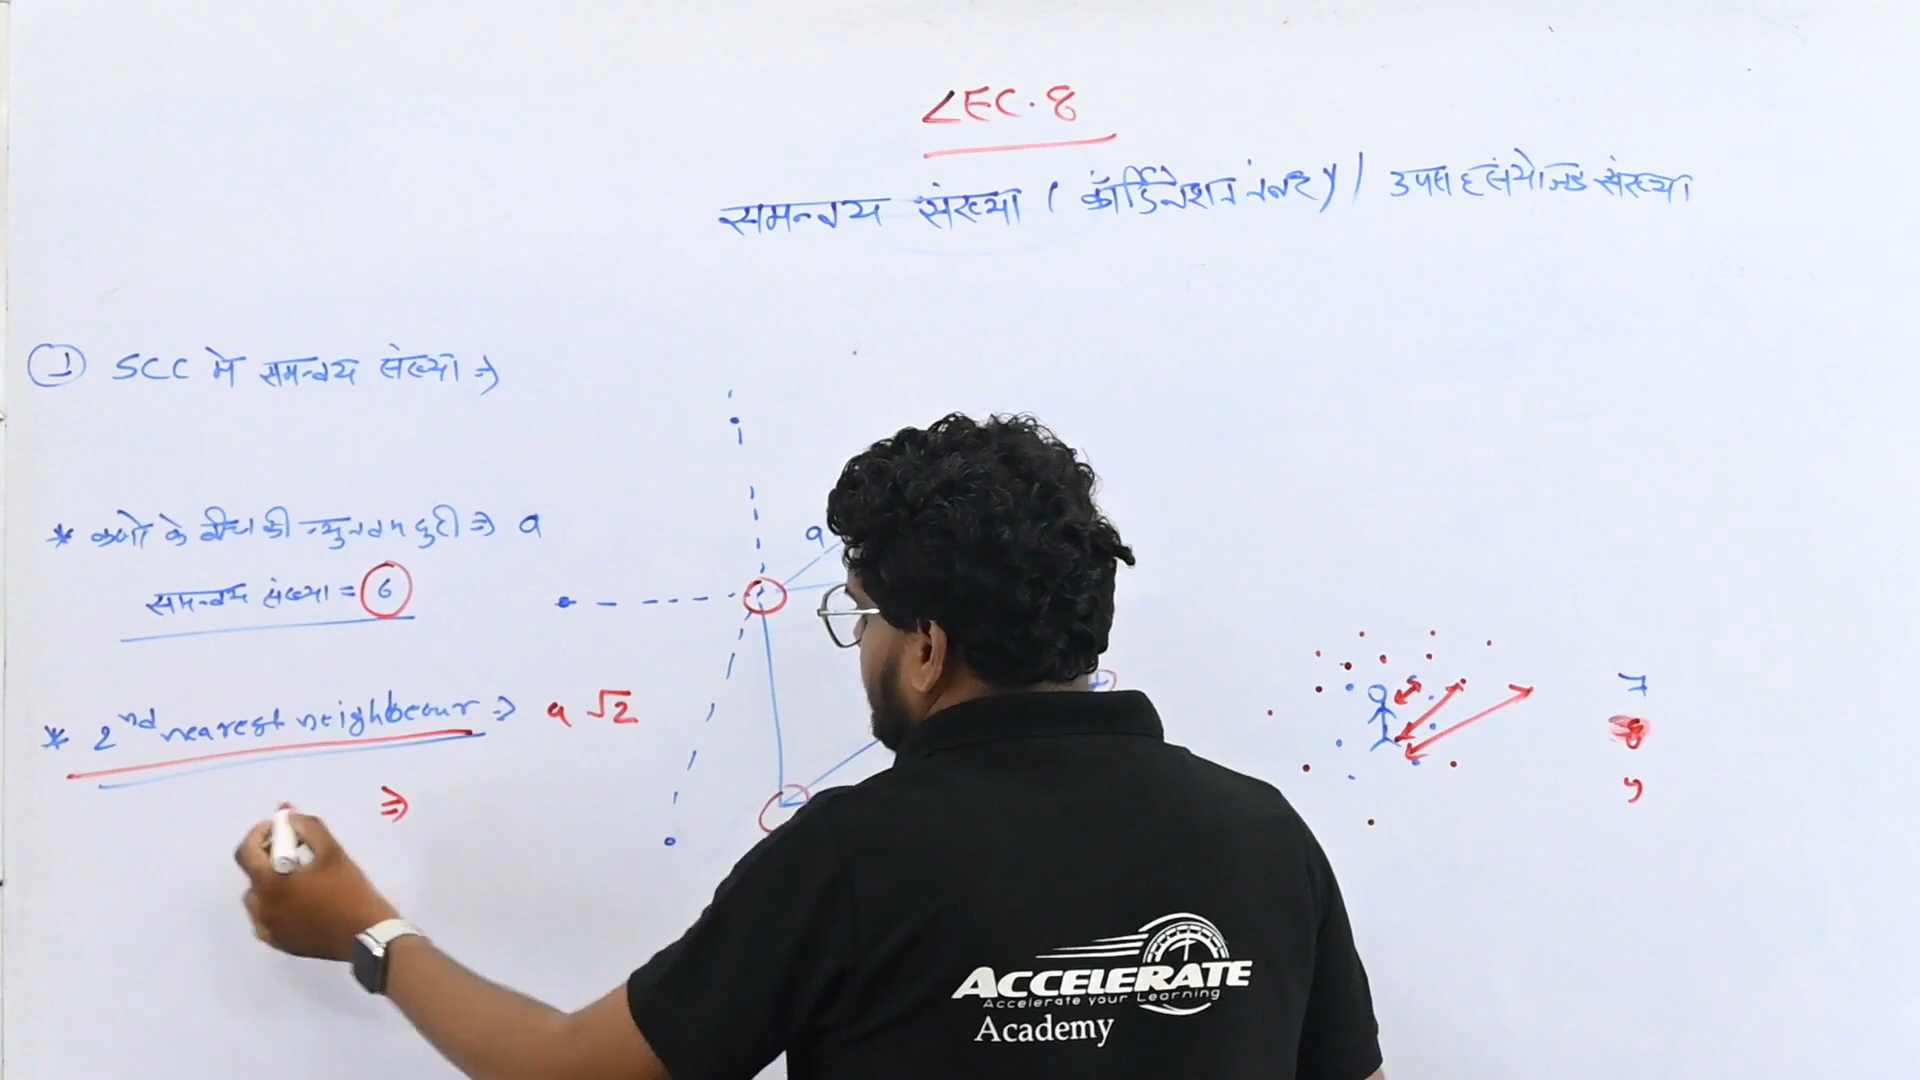 LEC.8
समन्वय संख्या ( कॉर्डिनेशन नंबर ) / उपसहसंयोजक संख्या
① SCC में समन्वय संख्या ⇒
* कणों के बीच की न्यूनतम दूरी ⇒ a
समन्वय संख्या = 6
* 2nd nearest neighbour ⇒ a √2
⇒
a
7
8
9
ACCELERATE
Accelerate your Learning
Academy